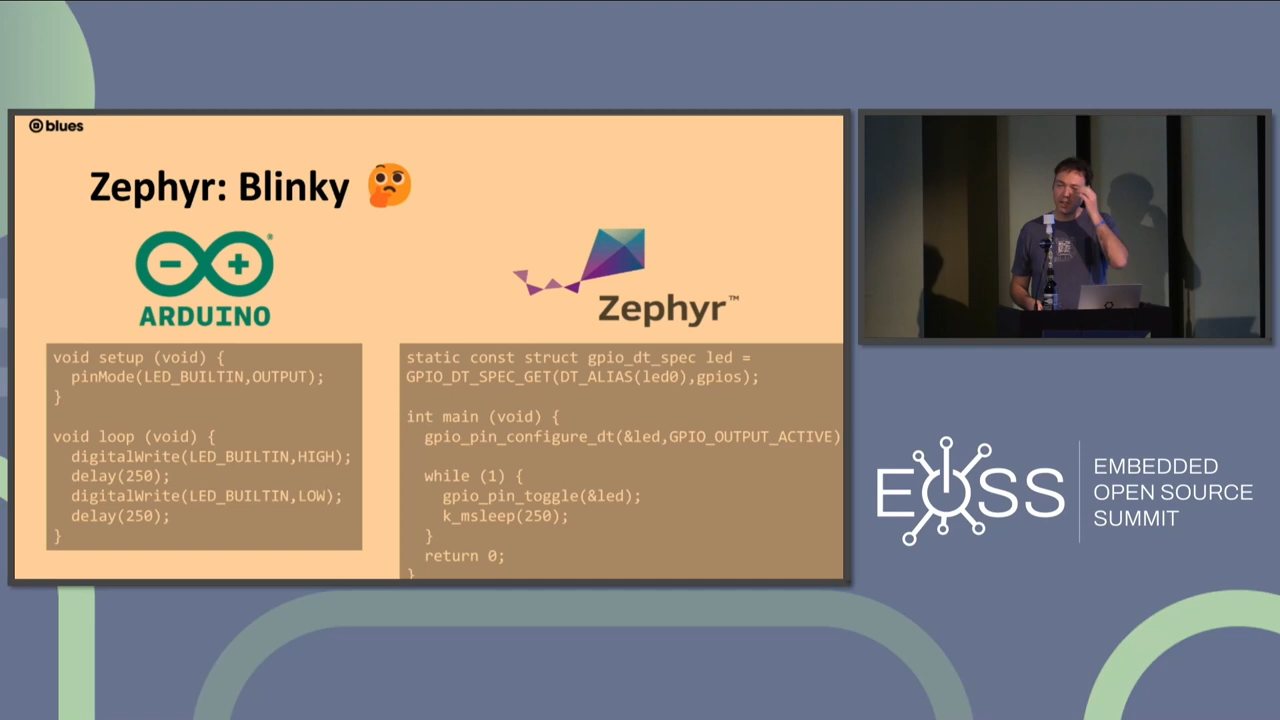 blues
Zephyr: Blinky
ARDUINO
Zephyr™
void setup (void) {
  pinMode(LED_BUILTIN,OUTPUT);
}
void loop (void) {
  digitalWrite(LED_BUILTIN,HIGH);
  delay(250);
  digitalWrite(LED_BUILTIN,LOW);
  delay(250);
}
static const struct gpio_dt_spec led =
GPIO_DT_SPEC_GET(DT_ALIAS(led0),gpios);
int main (void) {
  gpio_pin_configure_dt(&led,GPIO_OUTPUT_ACTIVE)
  while (1) {
    gpio_pin_toggle(&led);
    k_msleep(250);
  }
  return 0;
}
EOSS
EMBEDDED
OPEN SOURCE
SUMMIT